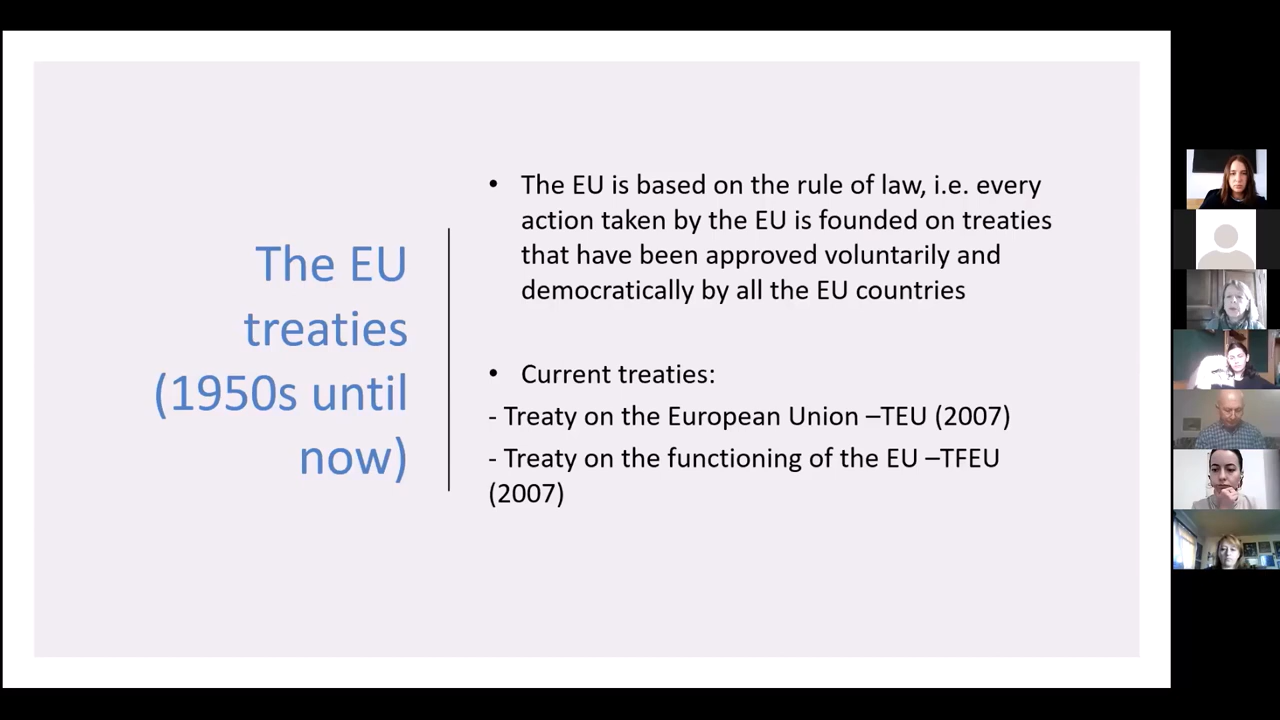 The EU
treaties
(1950s until
now)
• The EU is based on the rule of law, i.e. every
action taken by the EU is founded on treaties
that have been approved voluntarily and
democratically by all the EU countries
• Current treaties:
- Treaty on the European Union –TEU (2007)
- Treaty on the functioning of the EU –TFEU
(2007)